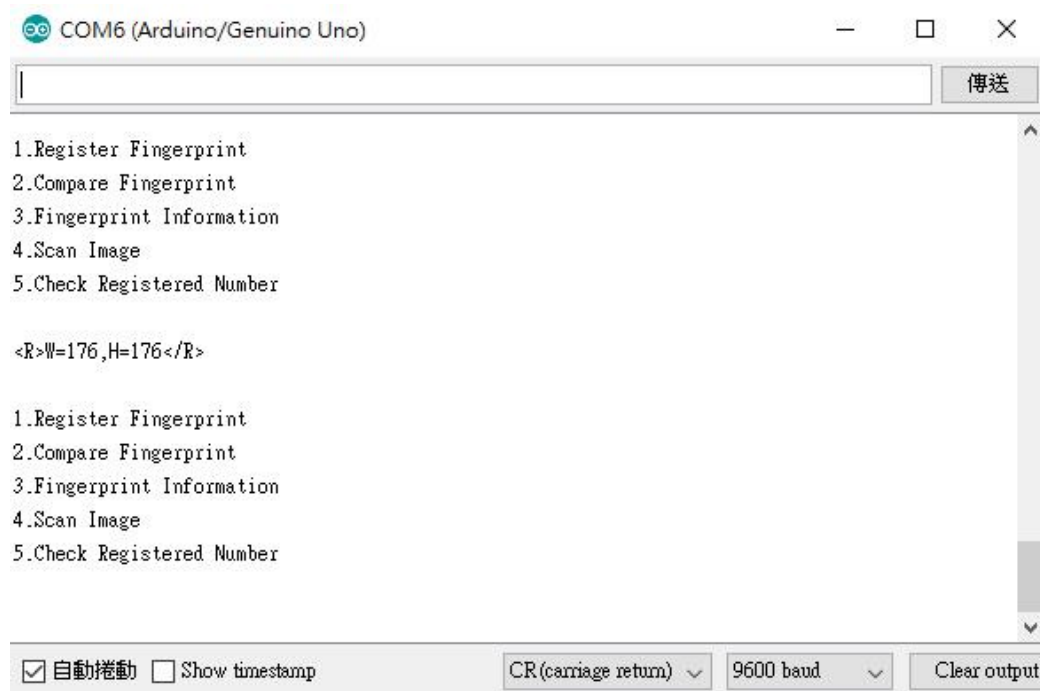 COM6 (Arduino/Genuino Uno)
傳送
1.Register Fingerprint
2.Compare Fingerprint
3.Fingerprint Information
4.Scan Image
5.Check Registered Number
<R>W=176,H=176</R>
1.Register Fingerprint
2.Compare Fingerprint
3.Fingerprint Information
4.Scan Image
5.Check Registered Number
自動捲動 Show timestamp CR(carriage return) 9600 baud Clear output